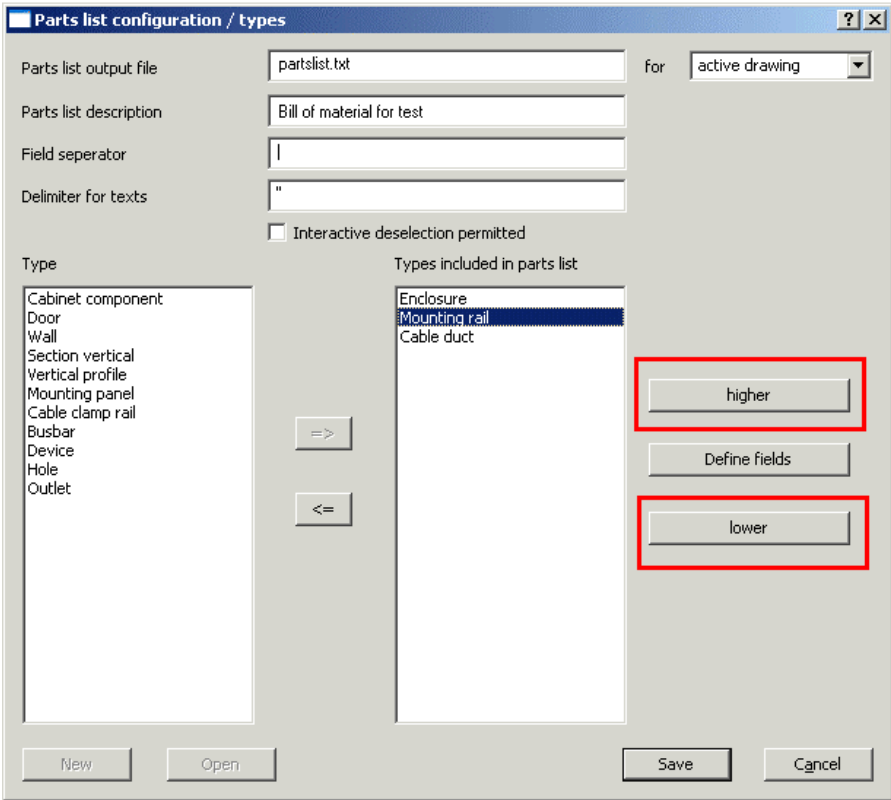 Parts list configuration / types
Parts list output file
partslist.txt
for
active drawing
Parts list description
Bill of material for test
Field seperator
|
Delimiter for texts
"
Interactive deselection permitted
Type
Types included in parts list
Cabinet component
Door
Wall
Section vertical
Vertical profile
Mounting panel
Cable clamp rail
Busbar
Device
Hole
Outlet
=>
<=
Enclosure
Mounting rail
Cable duct
higher
Define fields
lower
New
Open
Save
Cancel